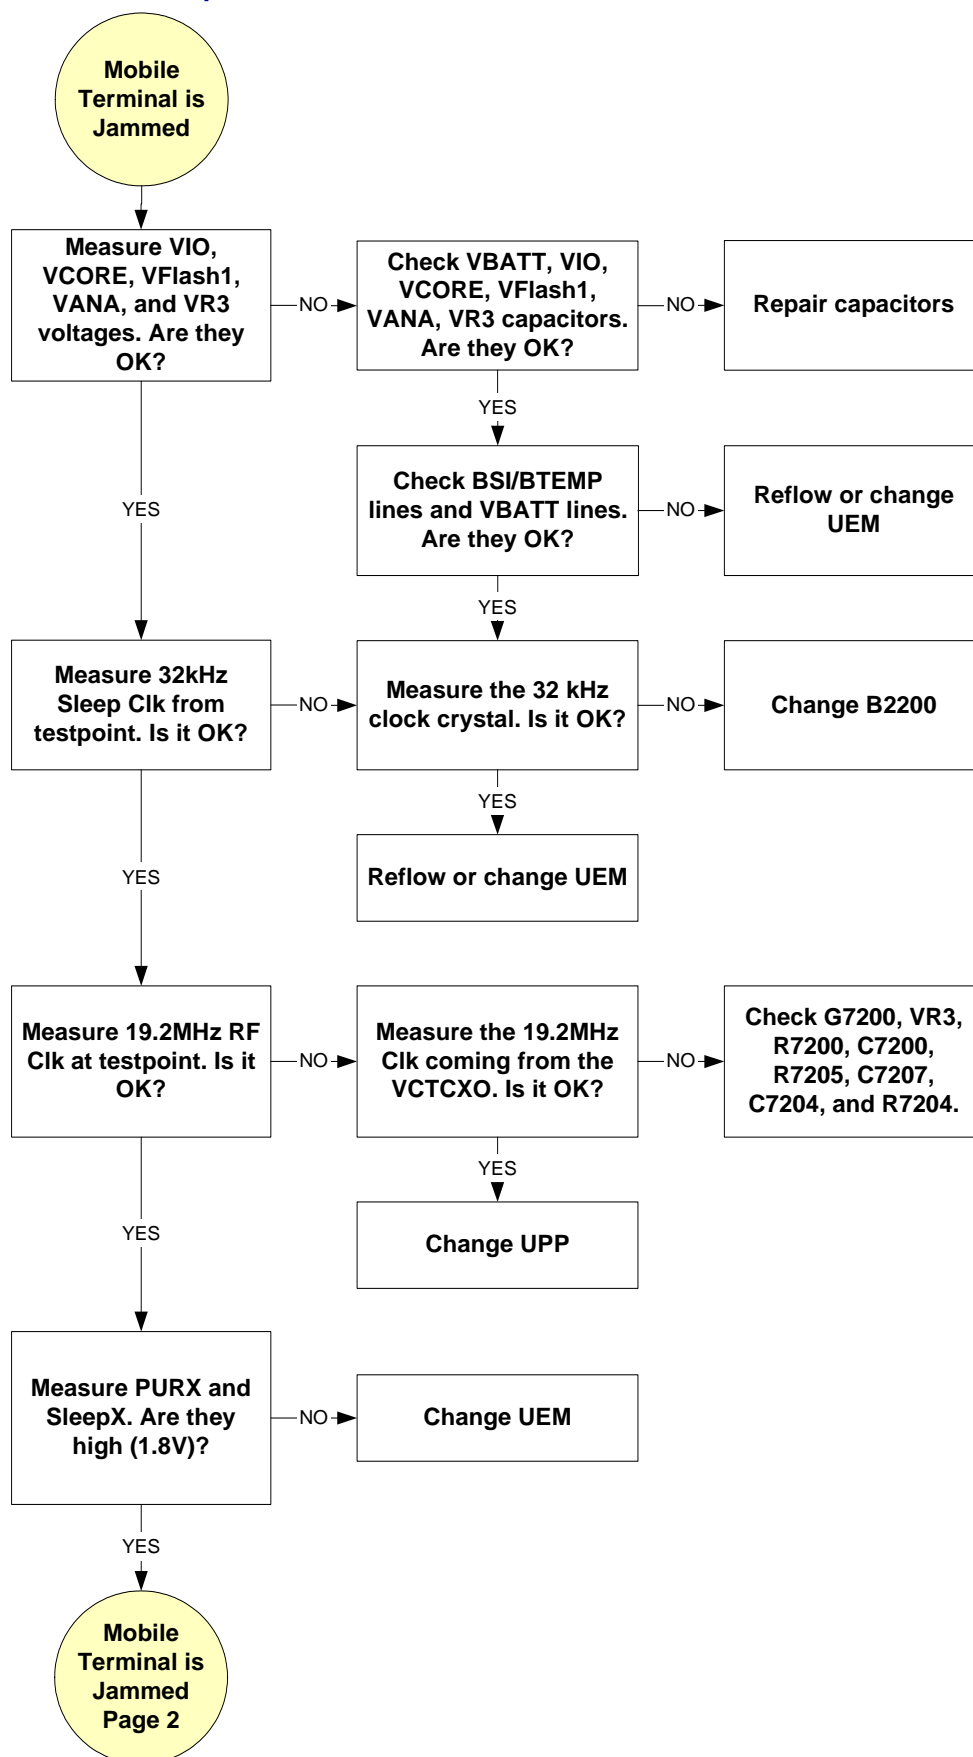 Mobile
Terminal is
Jammed
Measure VIO,
VCORE, VFlash1,
VANA, and VR3
voltages. Are they
OK?
NO
Check VBATT, VIO,
VCORE, VFlash1,
VANA, VR3 capacitors.
Are they OK?
NO
Repair capacitors
YES
YES
Check BSI/BTEMP
lines and VBATT lines.
Are they OK?
NO
Reflow or change
UEM
YES
Measure 32kHz
Sleep Clk from
testpoint. Is it OK?
NO
Measure the 32 kHz
clock crystal. Is it OK?
NO
Change B2200
YES
YES
Reflow or change UEM
Measure 19.2MHz RF
Clk at testpoint. Is it
OK?
NO
Measure the 19.2MHz
Clk coming from the
VCTCXO. Is it OK?
NO
Check G7200, VR3,
R7200, C7200,
R7205, C7207,
C7204, and R7204.
YES
YES
Change UPP
Measure PURX and
SleepX. Are they
high (1.8V)?
NO
Change UEM
YES
Mobile
Terminal is
Jammed
Page 2